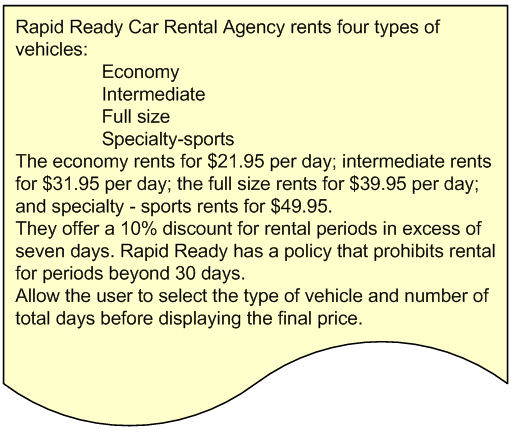 Rapid Ready Car Rental Agency rents four types of
vehicles:
Economy
Intermediate
Full size
Specialty-sports
The economy rents for $21.95 per day; intermediate rents
for $31.95 per day; the full size rents for $39.95 per day;
and specialty - sports rents for $49.95.
They offer a 10% discount for rental periods in excess of
seven days. Rapid Ready has a policy that prohibits rental
for periods beyond 30 days.
Allow the user to select the type of vehicle and number of
total days before displaying the final price.